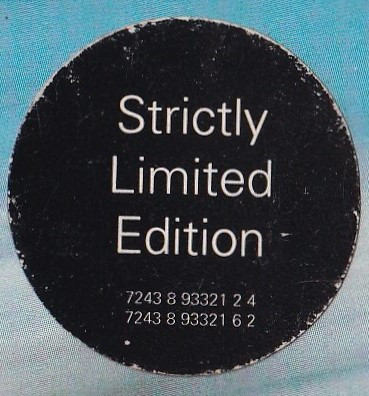 Strictly
Limited
Edition
7243 8 93321 2 4
7243 8 93321 6 2